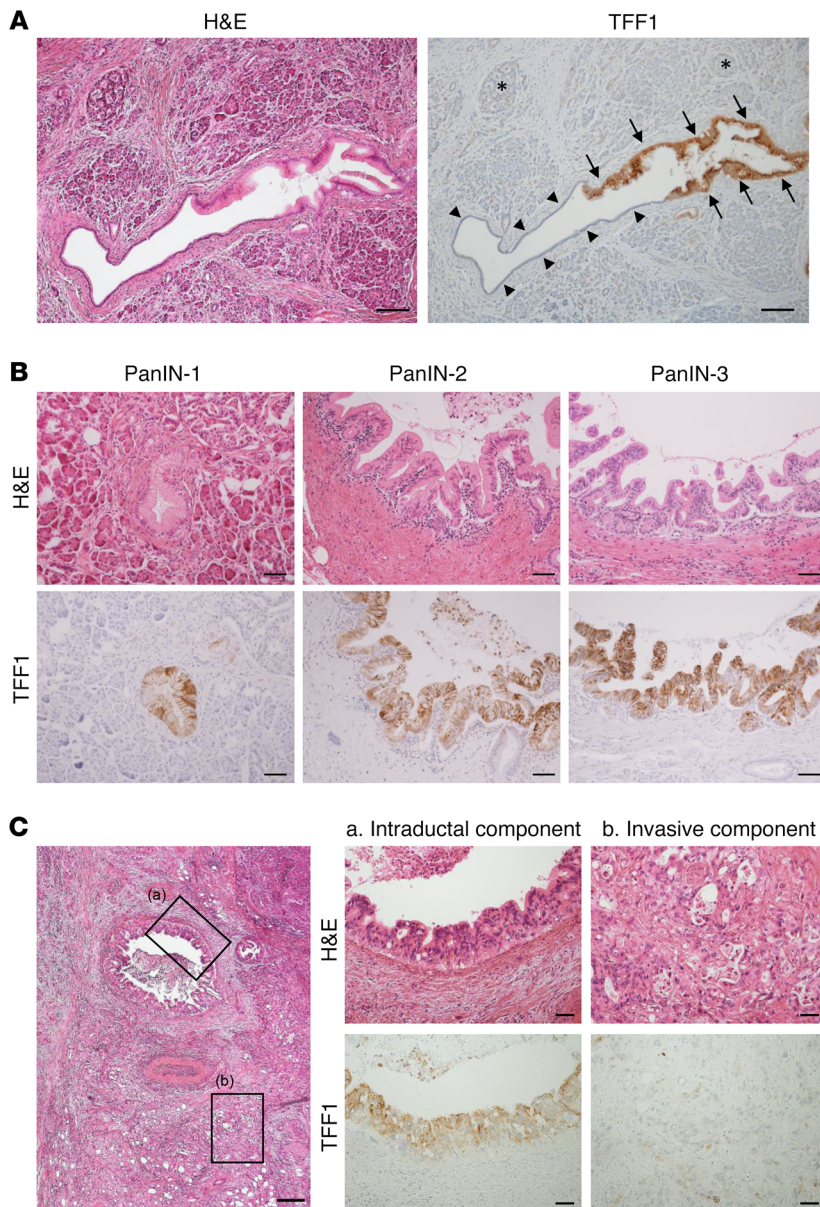 A
H&E
TFF1
*
*
B
PanIN-1
PanIN-2
PanIN-3
H&E
TFF1
C
a. Intraductal component
b. Invasive component
(a)
(b)
H&E
TFF1